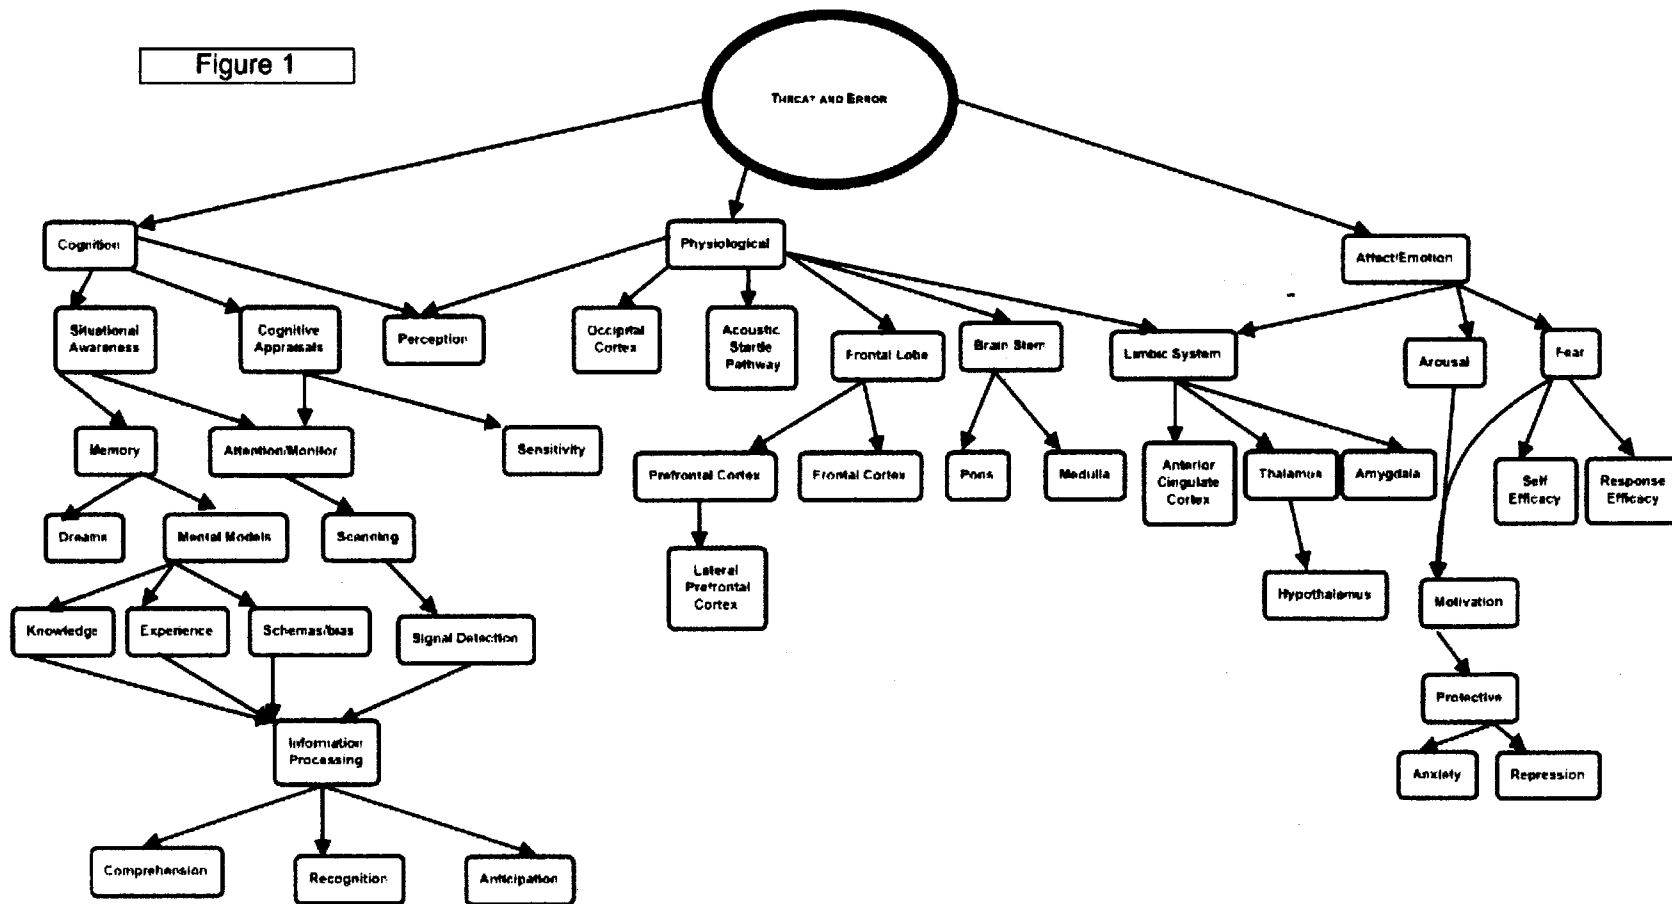 Figure 1
THREAT AND ERROR
Cognition
Physiological
Affect/Emotion
Situational
Awareness
Cognitive
Appraisals
Perception
Occipital
Cortex
Acoustic
Startle
Pathway
Frontal Lobe
Brain Stem
Limbic System
Arousal
Fear
Memory
Attention/Monitor
Sensitivity
Prefrontal Cortex
Frontal Cortex
Pons
Medulla
Anterior
Cingulate
Cortex
Thalamus
Amygdala
Self
Efficacy
Response
Efficacy
Dreams
Mental Models
Scanning
Lateral
Prefrontal
Cortex
Hypothalamus
Motivation
Knowledge
Experience
Schemas/bias
Signal Detection
Protective
Information
Processing
Anxiety
Repression
Comprehension
Recognition
Anticipation